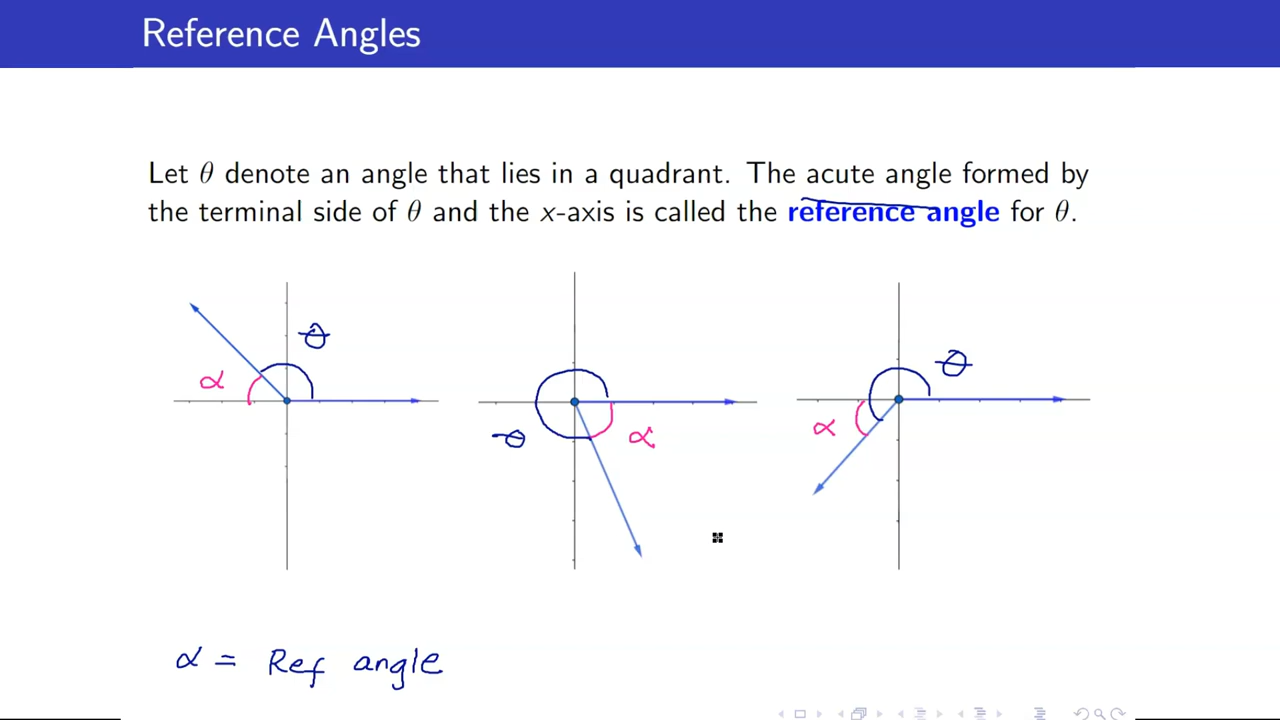 Reference Angles
Let θ denote an angle that lies in a quadrant. The acute angle formed by
the terminal side of θ and the x-axis is called the reference angle for θ.
θ
α
θ
α
θ
α
α = Ref angle